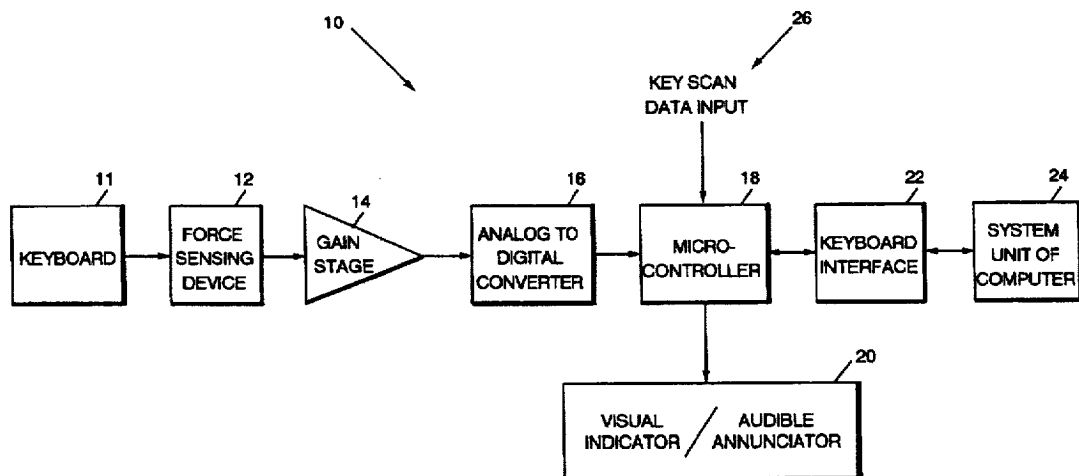 10
26
KEY SCAN
DATA INPUT
11
KEYBOARD
12
FORCE
SENSING
DEVICE
14
GAIN
STAGE
16
ANALOG TO
DIGITAL
CONVERTER
18
MICRO-
CONTROLLER
22
KEYBOARD
INTERFACE
24
SYSTEM
UNIT OF
COMPUTER
20
VISUAL
INDICATOR
/
AUDIBLE
ANNUNCIATOR